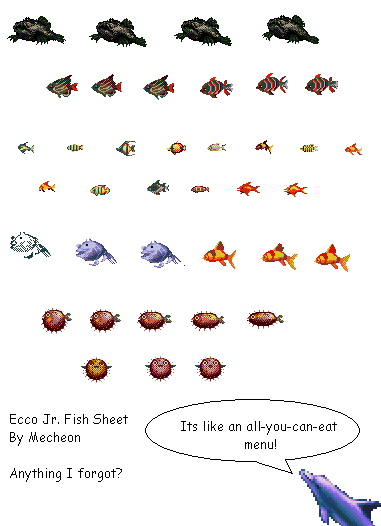 Ecco Jr. Fish Sheet
By Mecheon
Anything I forgot?
Its like an all-you-can-eat
menu!